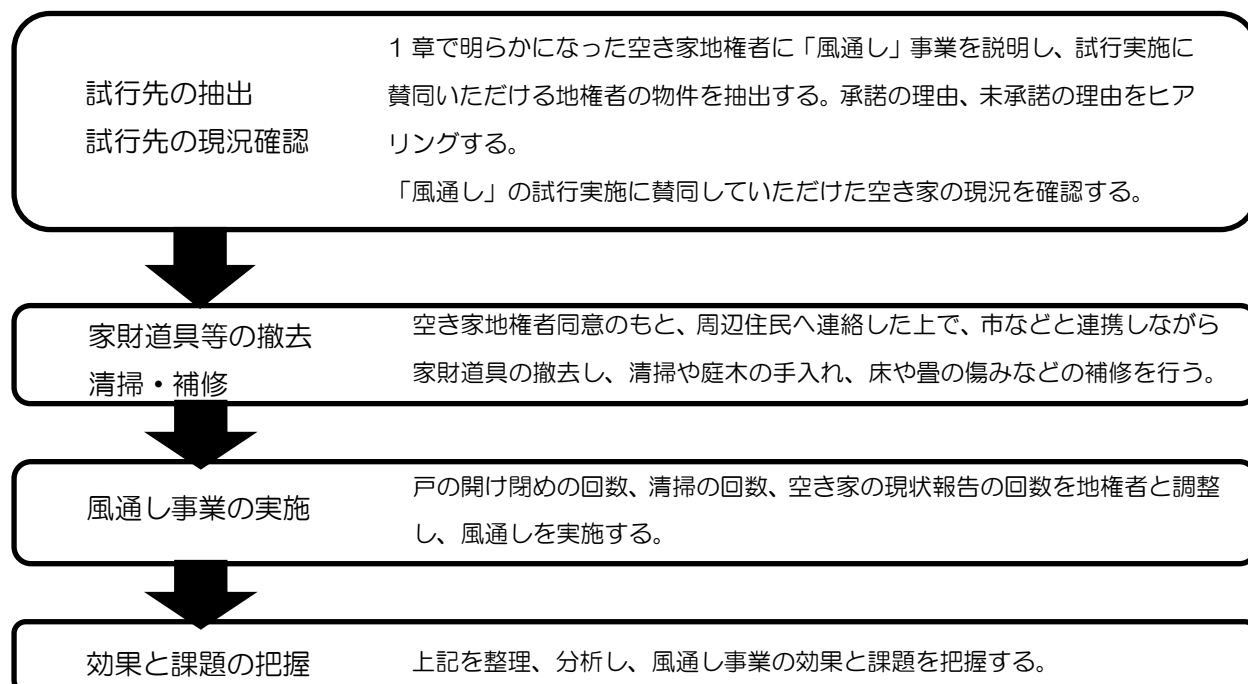 試行先の抽出
試行先の現況確認
1 章で明らかになった空き家地権者に「風通し」事業を説明し、試行実施に
賛同いただける地権者の物件を抽出する。承諾の理由、未承諾の理由をヒア
リングする。
「風通し」の試行実施に賛同していただけた空き家の現況を確認する。
家財道具等の撤去
清掃・補修
空き家地権者同意のもと、周辺住民へ連絡した上で、市などと連携しながら
家財道具の撤去し、清掃や庭木の手入れ、床や畳の傷みなどの補修を行う。
風通し事業の実施
戸の開け閉めの回数、清掃の回数、空き家の現状報告の回数を地権者と調整
し、風通しを実施する。
効果と課題の把握
上記を整理、分析し、風通し事業の効果と課題を把握する。